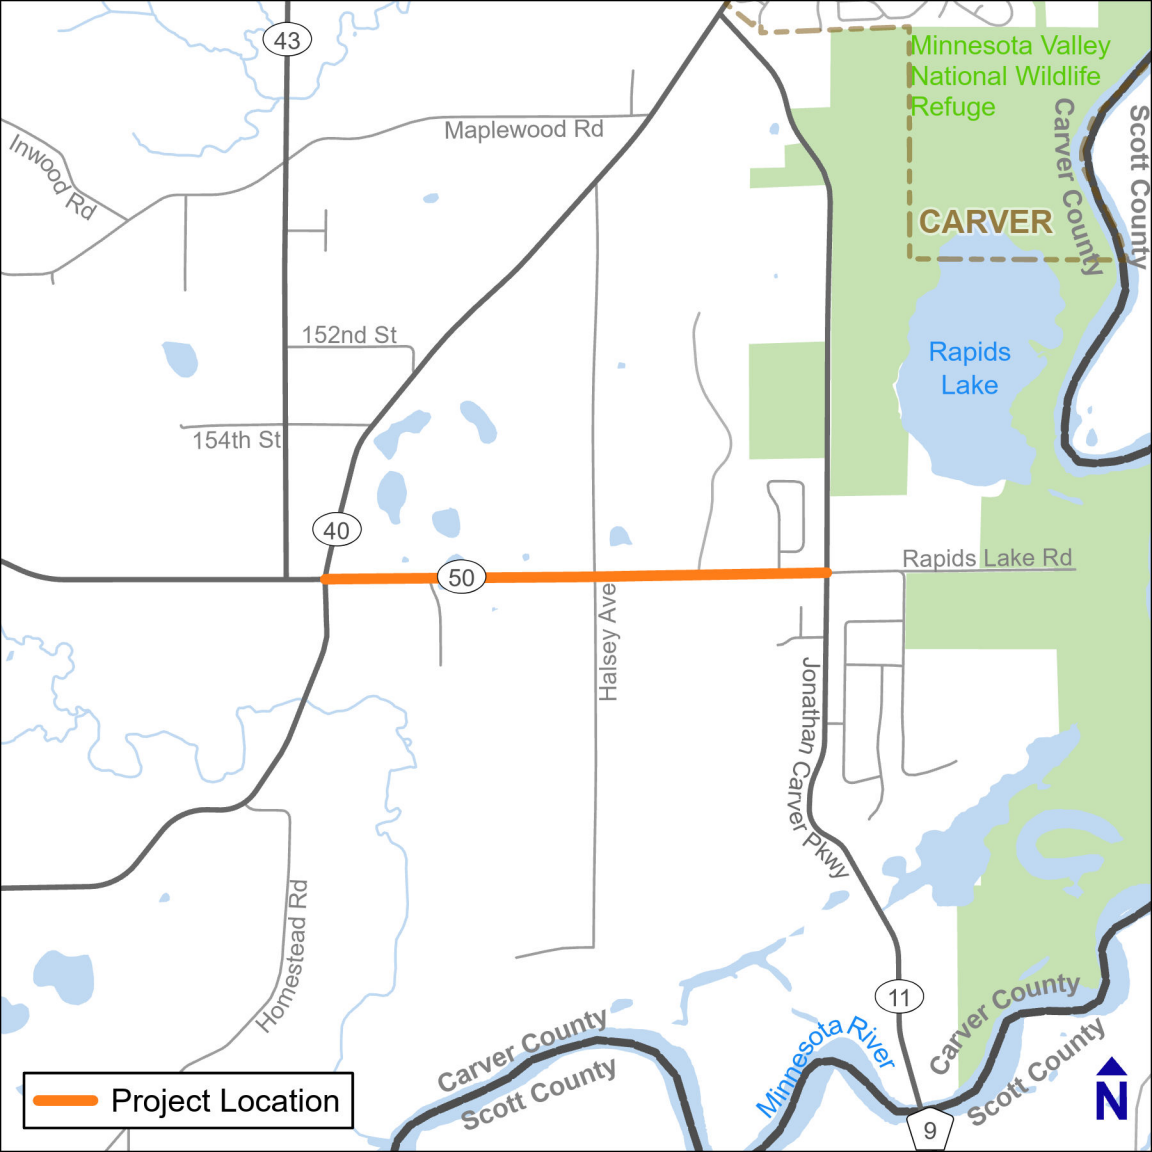 43
Minnesota Valley
National Wildlife
Refuge
Carver County
Scott County
Maplewood Rd
Inwood Rd
CARVER
152nd St
Rapids
Lake
154th St
40
50
Rapids Lake Rd
Halsey Ave
Jonathan Carver Pkwy
Homestead Rd
11
Carver County
Scott County
Minnesota River
Carver County
Scott County
Project Location
N
9